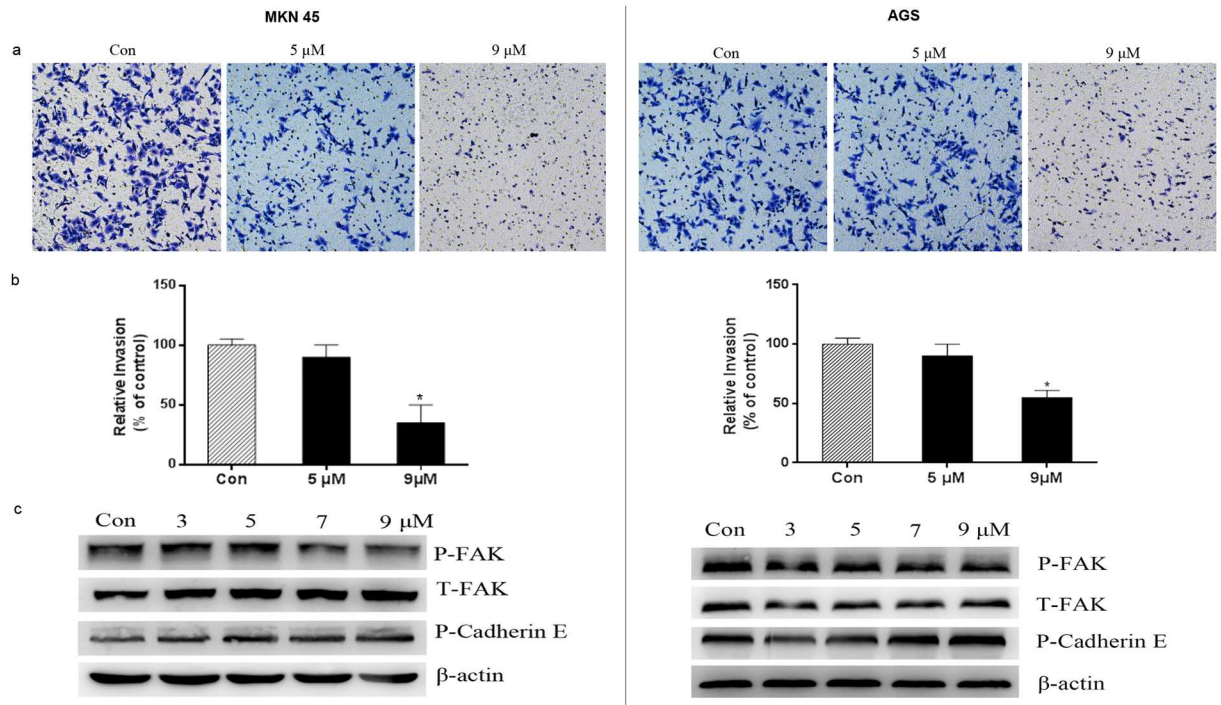 MKN 45
AGS
a
Con 5 μM 9 μM
Con 5 μM 9 μM
b
150
100
50
0
Relative Invasion
(% of control)
*
Con 5 μM 9μM
150
100
50
0
Relative Invasion
(% of control)
*
Con 5 μM 9μM
c
Con 3 5 7 9 μM
P-FAK
T-FAK
P-Cadherin E
β-actin
Con 3 5 7 9 μM
P-FAK
T-FAK
P-Cadherin E
β-actin